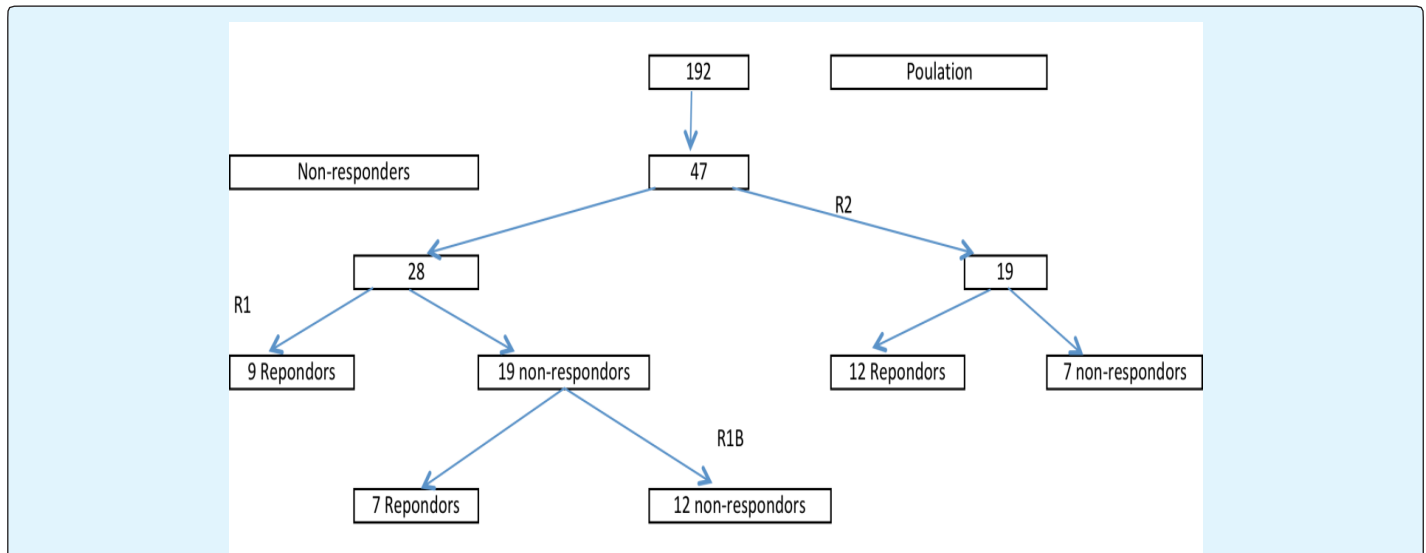 192
Poulation
Non-responders
47
R2
28
19
R1
9 Repondors
19 non-respondors
12 Repondors
7 non-respondors
R1B
7 Repondors
12 non-respondors